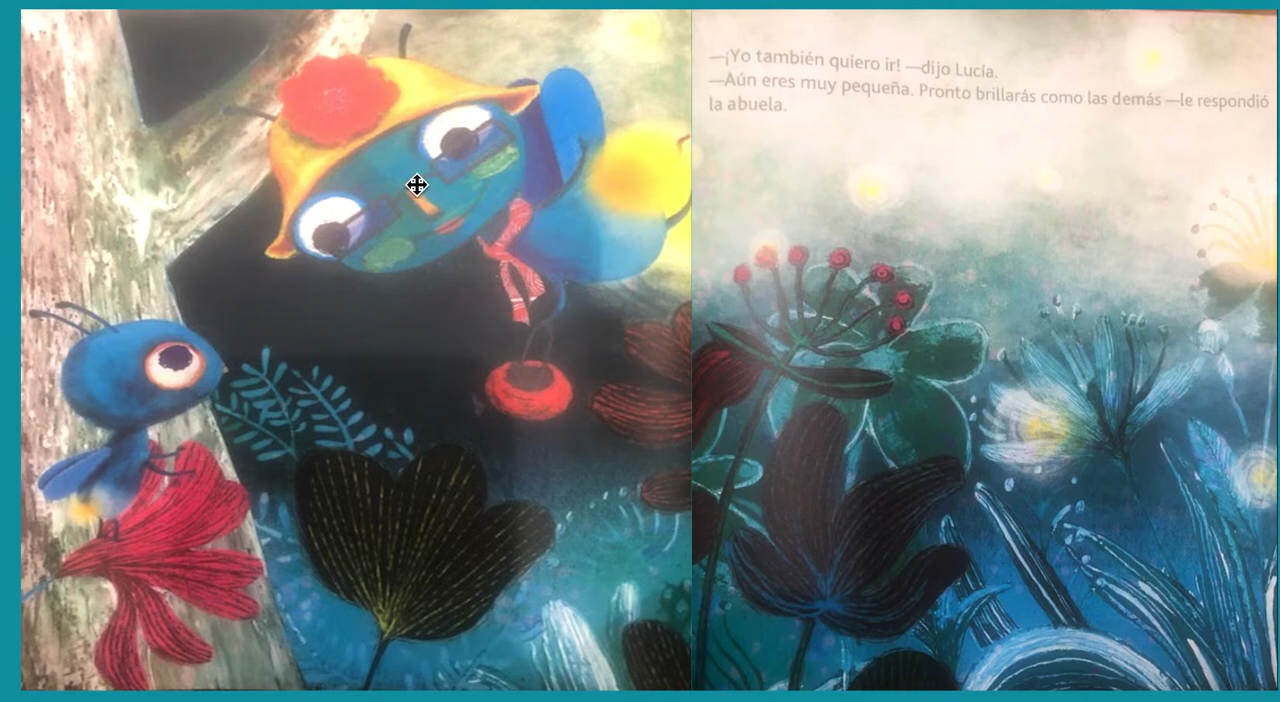 —¡Yo también quiero ir! —dijo Lucía.
—Aún eres muy pequeña. Pronto brillarás como las demás —le respondió
la abuela.